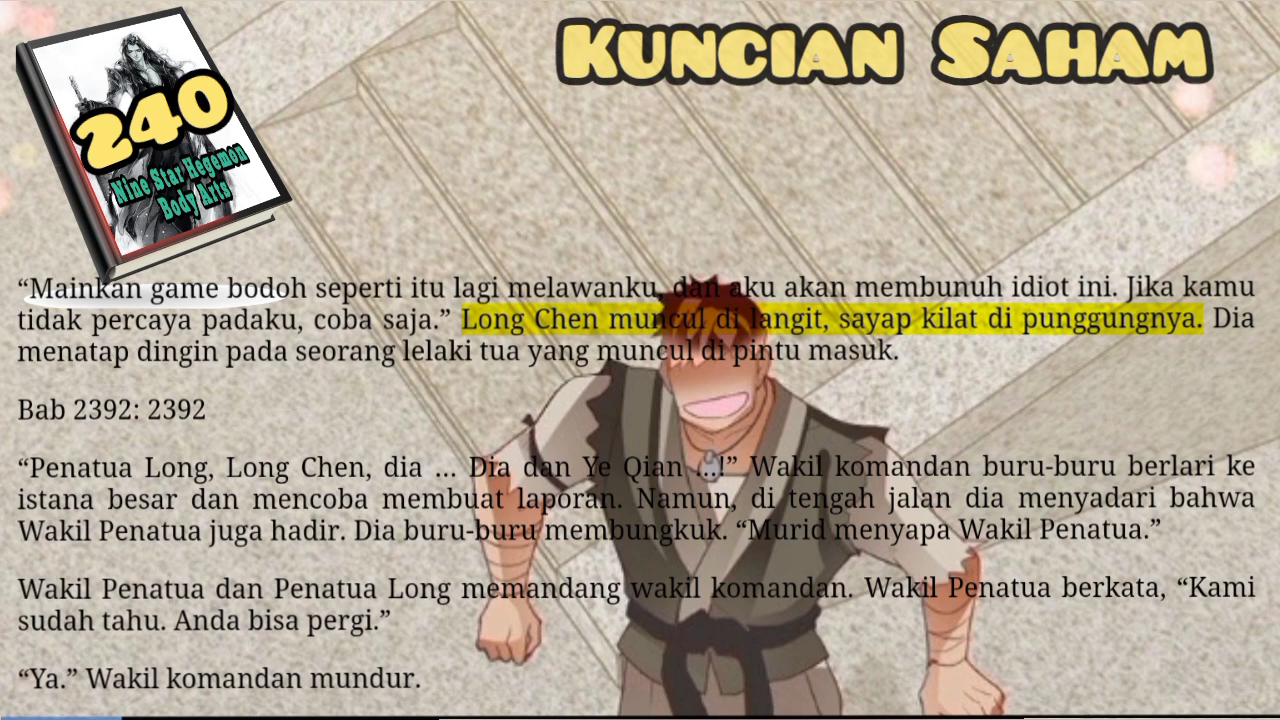 Kuncian Saham
240
Nine Star Hegemon
Body Arts
“Mainkan game bodoh seperti itu lagi melawanku, dan aku akan membunuh idiot ini. Jika kamu
tidak percaya padaku, coba saja.” Long Chen muncul di langit, sayap kilat di punggungnya. Dia
menatap dingin pada seorang lelaki tua yang muncul di pintu masuk.
Bab 2392: 2392
“Penatua Long, Long Chen, dia … Dia dan Ye Qian …!” Wakil komandan buru-buru berlari ke
istana besar dan mencoba membuat laporan. Namun, di tengah jalan dia menyadari bahwa
Wakil Penatua juga hadir. Dia buru-buru membungkuk. “Murid menyapa Wakil Penatua.”
Wakil Penatua dan Penatua Long memandang wakil komandan. Wakil Penatua berkata, “Kami
sudah tahu. Anda bisa pergi.”
“Ya.” Wakil komandan mundur.